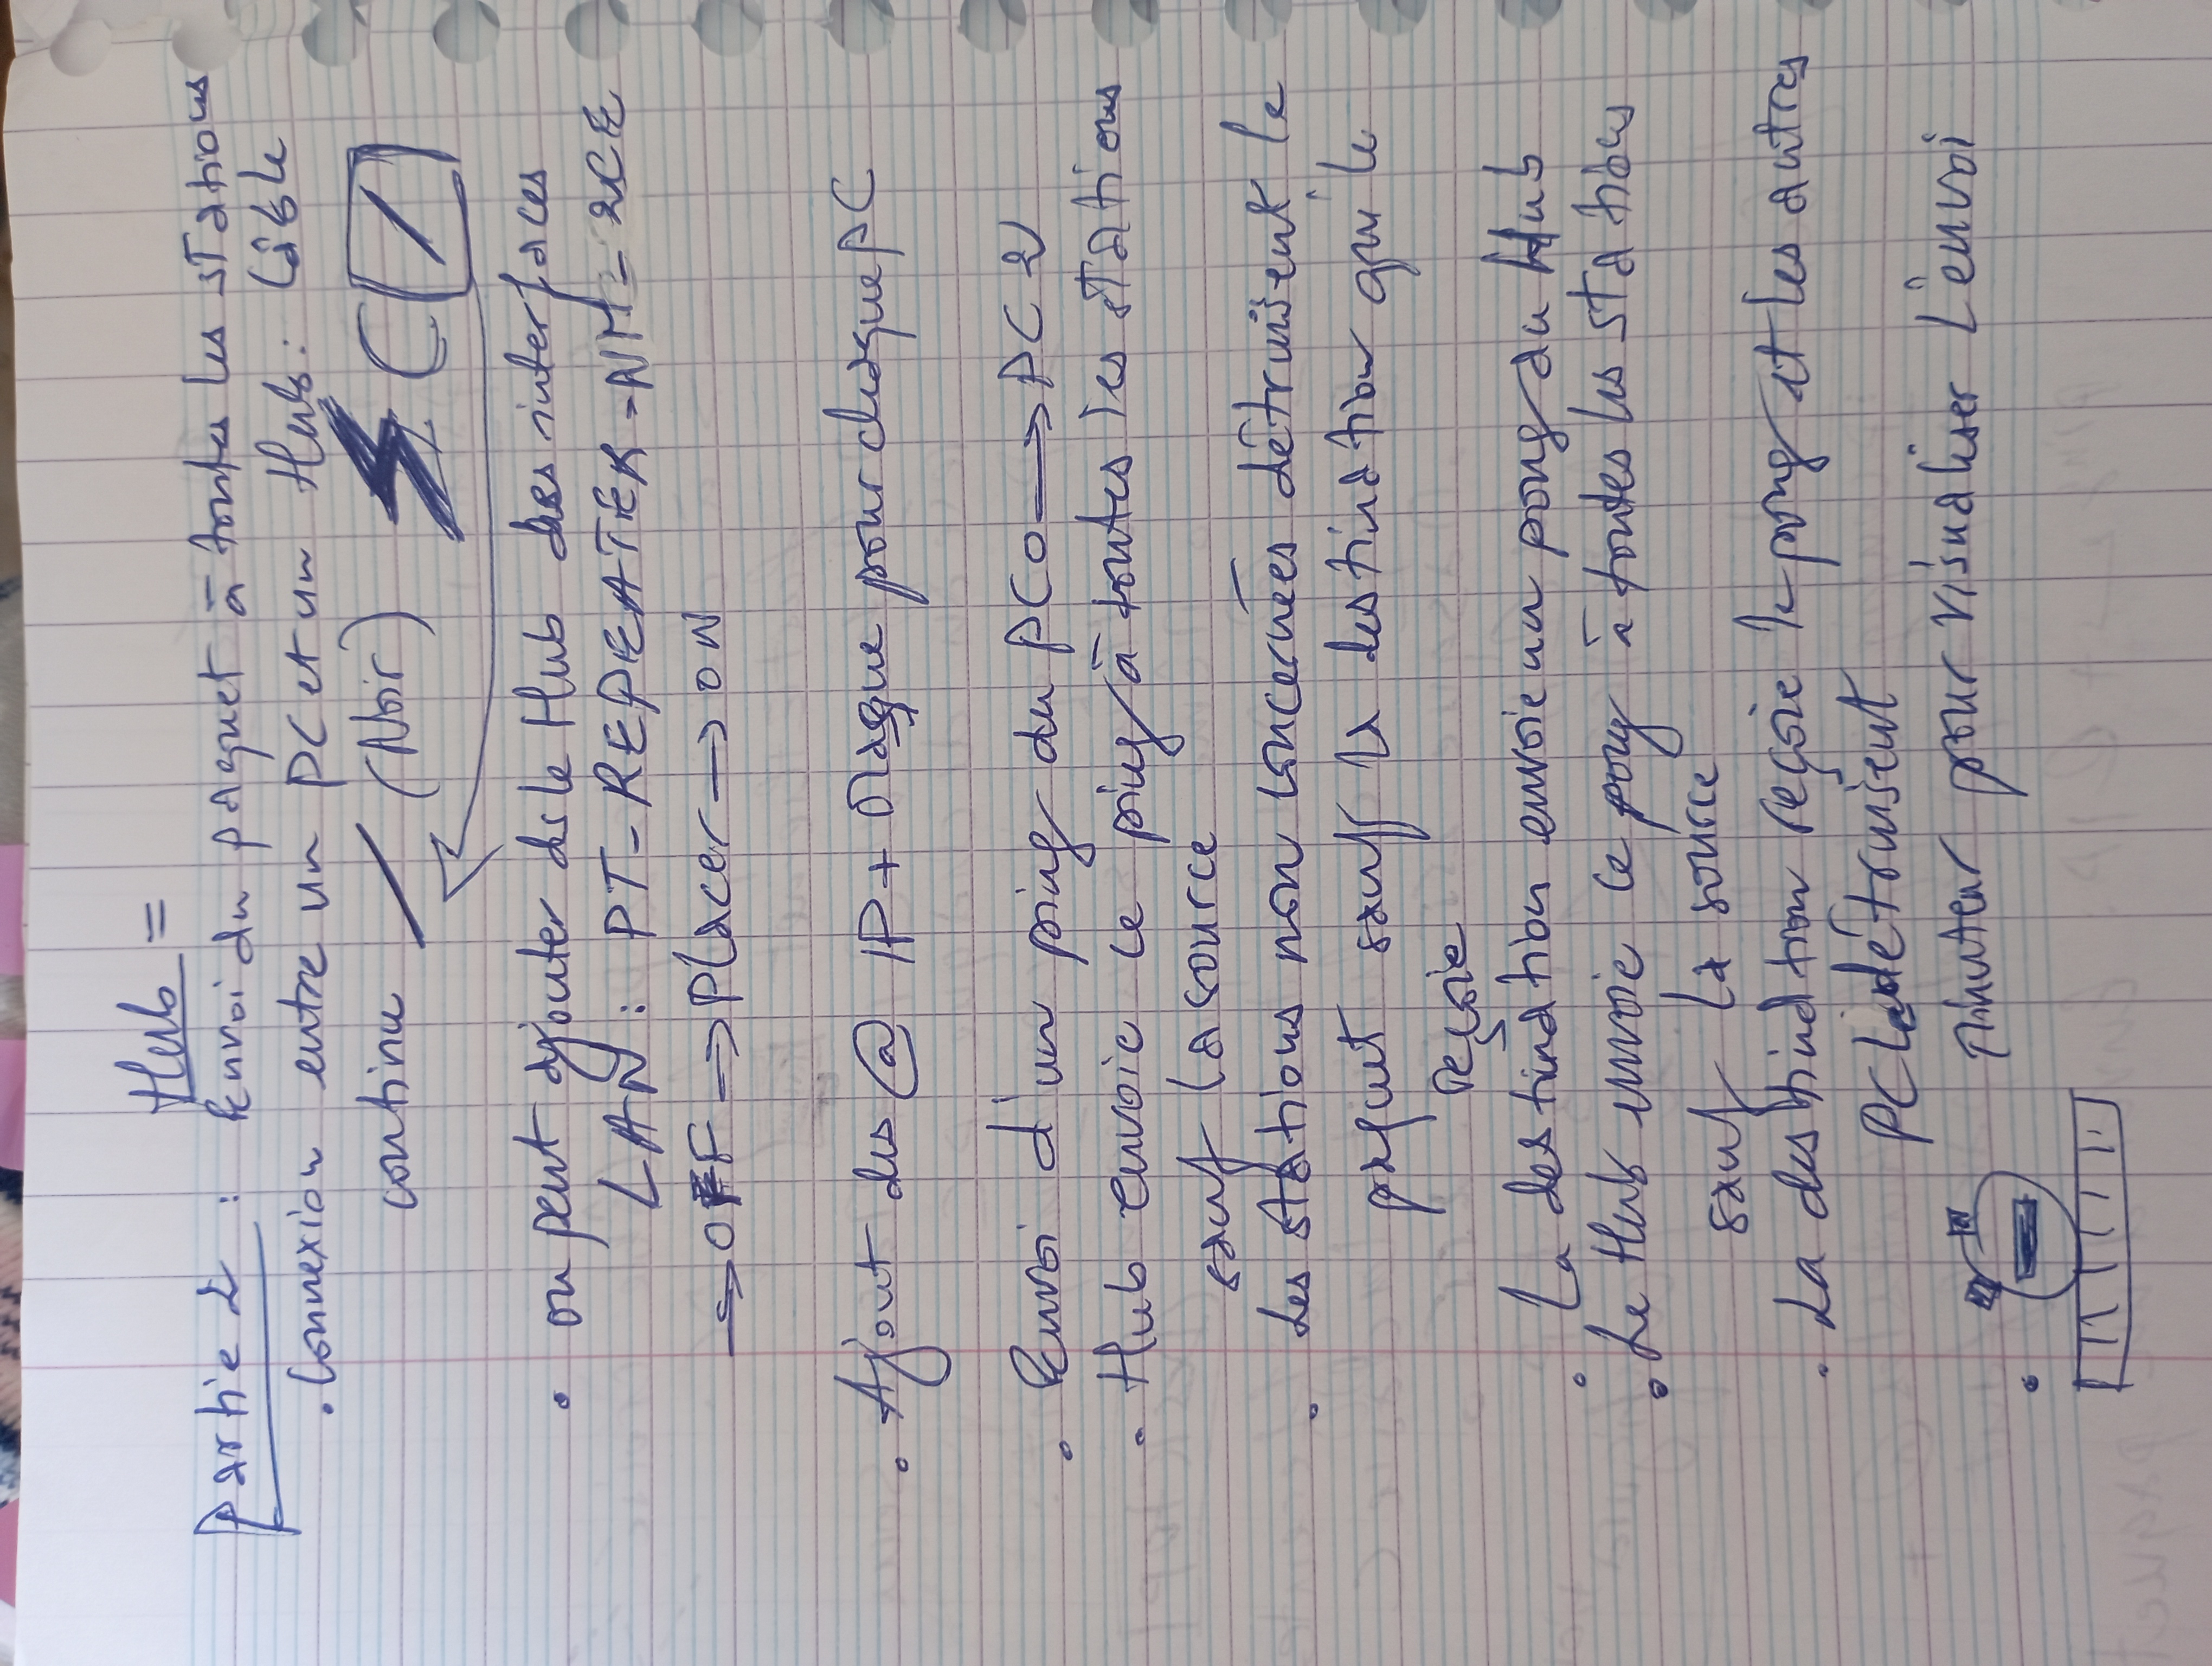 Hub =
Partie 2 : Envoi du paquet à toutes les stations
. Connexion entre un PC et un Hub : Câble
continu (Noir)
. on peut ajouter ds le Hub des interfaces
LAN : PT-REPEATER-NM-2CE
→ OFF → Placer → ON
. Ajout des @ IP + Masque pour chaque PC
. Envoi d'un ping du PC0 → PC2
. Hub envoie ce ping à toutes les stations
sauf la source
. Les stations non concernées détruisent le
paquet sauf la destination qui le
reçoie
. La destination envoie un pong au Hub
. Le Hub envoie ce pong à toutes les stations
sauf la source
. La destination reçoie le pong et les autres
PC le détruisent
. minuteur pour visualiser l'envoi